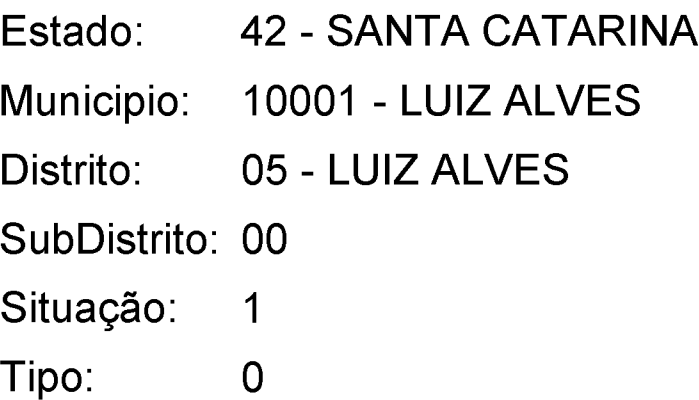 Estado: 42 - SANTA CATARINA
Municipio: 10001 - LUIZ ALVES
Distrito: 05 - LUIZ ALVES
SubDistrito: 00
Situação: 1
Tipo: 0